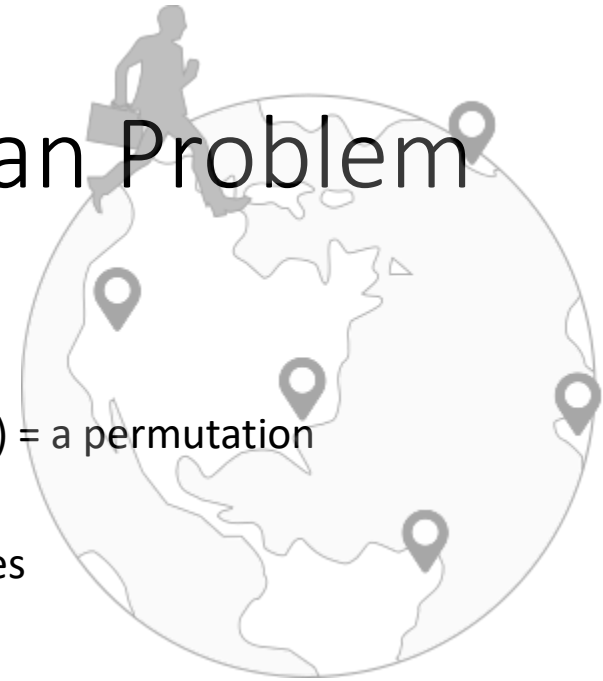 an Problem
) = a permutation
es